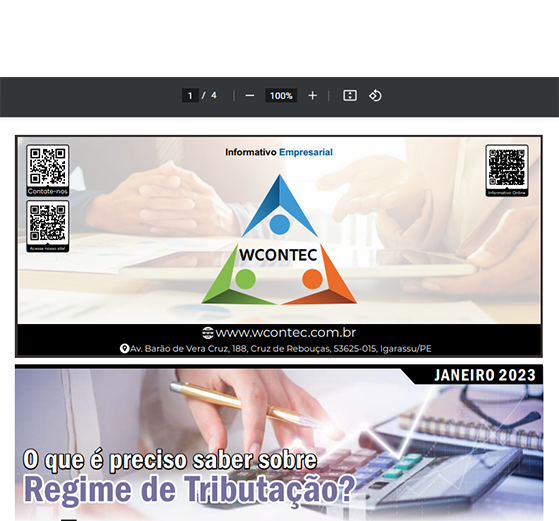 1 / 4
100%
Informativo Empresarial
Contate-nos
Informativo Online
Acesse nosso site!
WCONTEC
www.wcontec.com.br
Av. Barão de Vera Cruz, 188, Cruz de Rebouças, 53625-015, Igarassu/PE
JANEIRO 2023
O que é preciso saber sobre
Regime de Tributação?